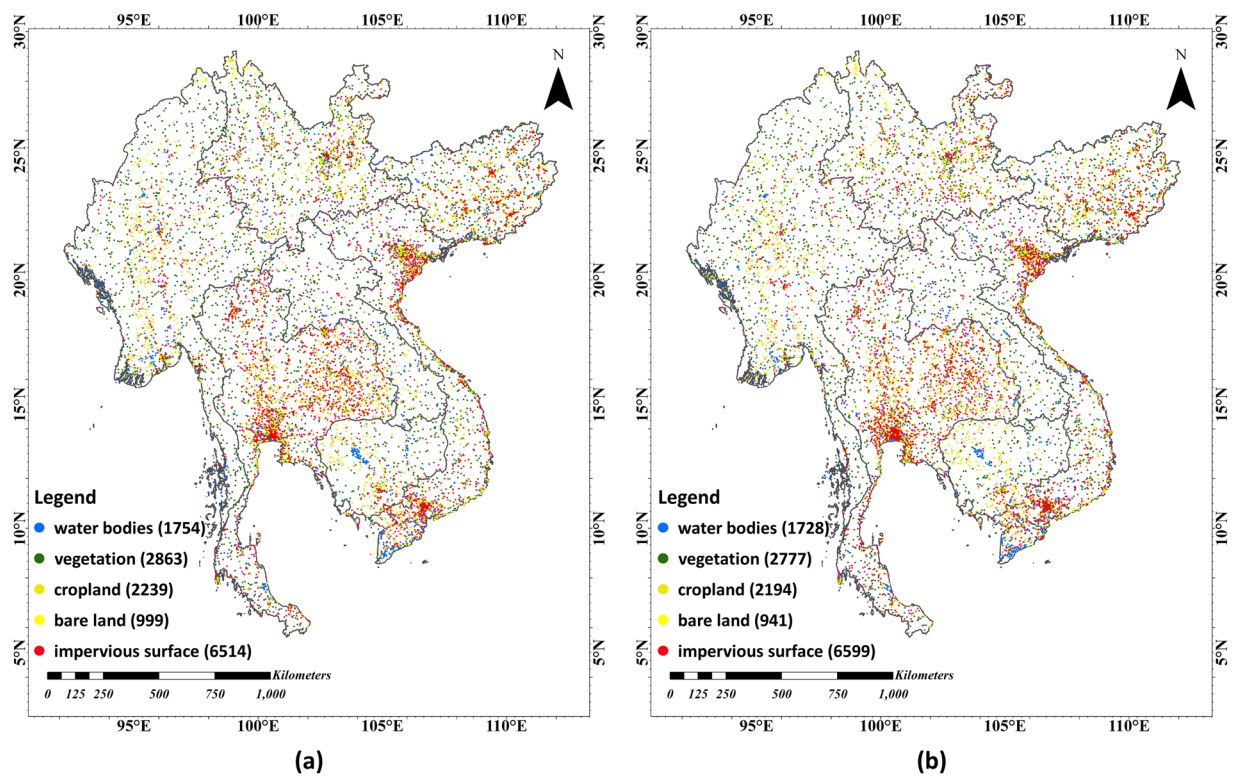 95°E 100°E 105°E 110°E
30°N 30°N
N
25°N 25°N
20°N 20°N
15°N 15°N
10°N 10°N
5°N 5°N
Legend
water bodies (1754)
vegetation (2863)
cropland (2239)
bare land (999)
impervious surface (6514)
Kilometers
0 125 250 500 750 1,000
95°E 100°E 105°E 110°E
(a)
95°E 100°E 105°E 110°E
30°N 30°N
N
25°N 25°N
20°N 20°N
15°N 15°N
10°N 10°N
5°N 5°N
Legend
water bodies (1728)
vegetation (2777)
cropland (2194)
bare land (941)
impervious surface (6599)
Kilometers
0 125 250 500 750 1,000
95°E 100°E 105°E 110°E
(b)